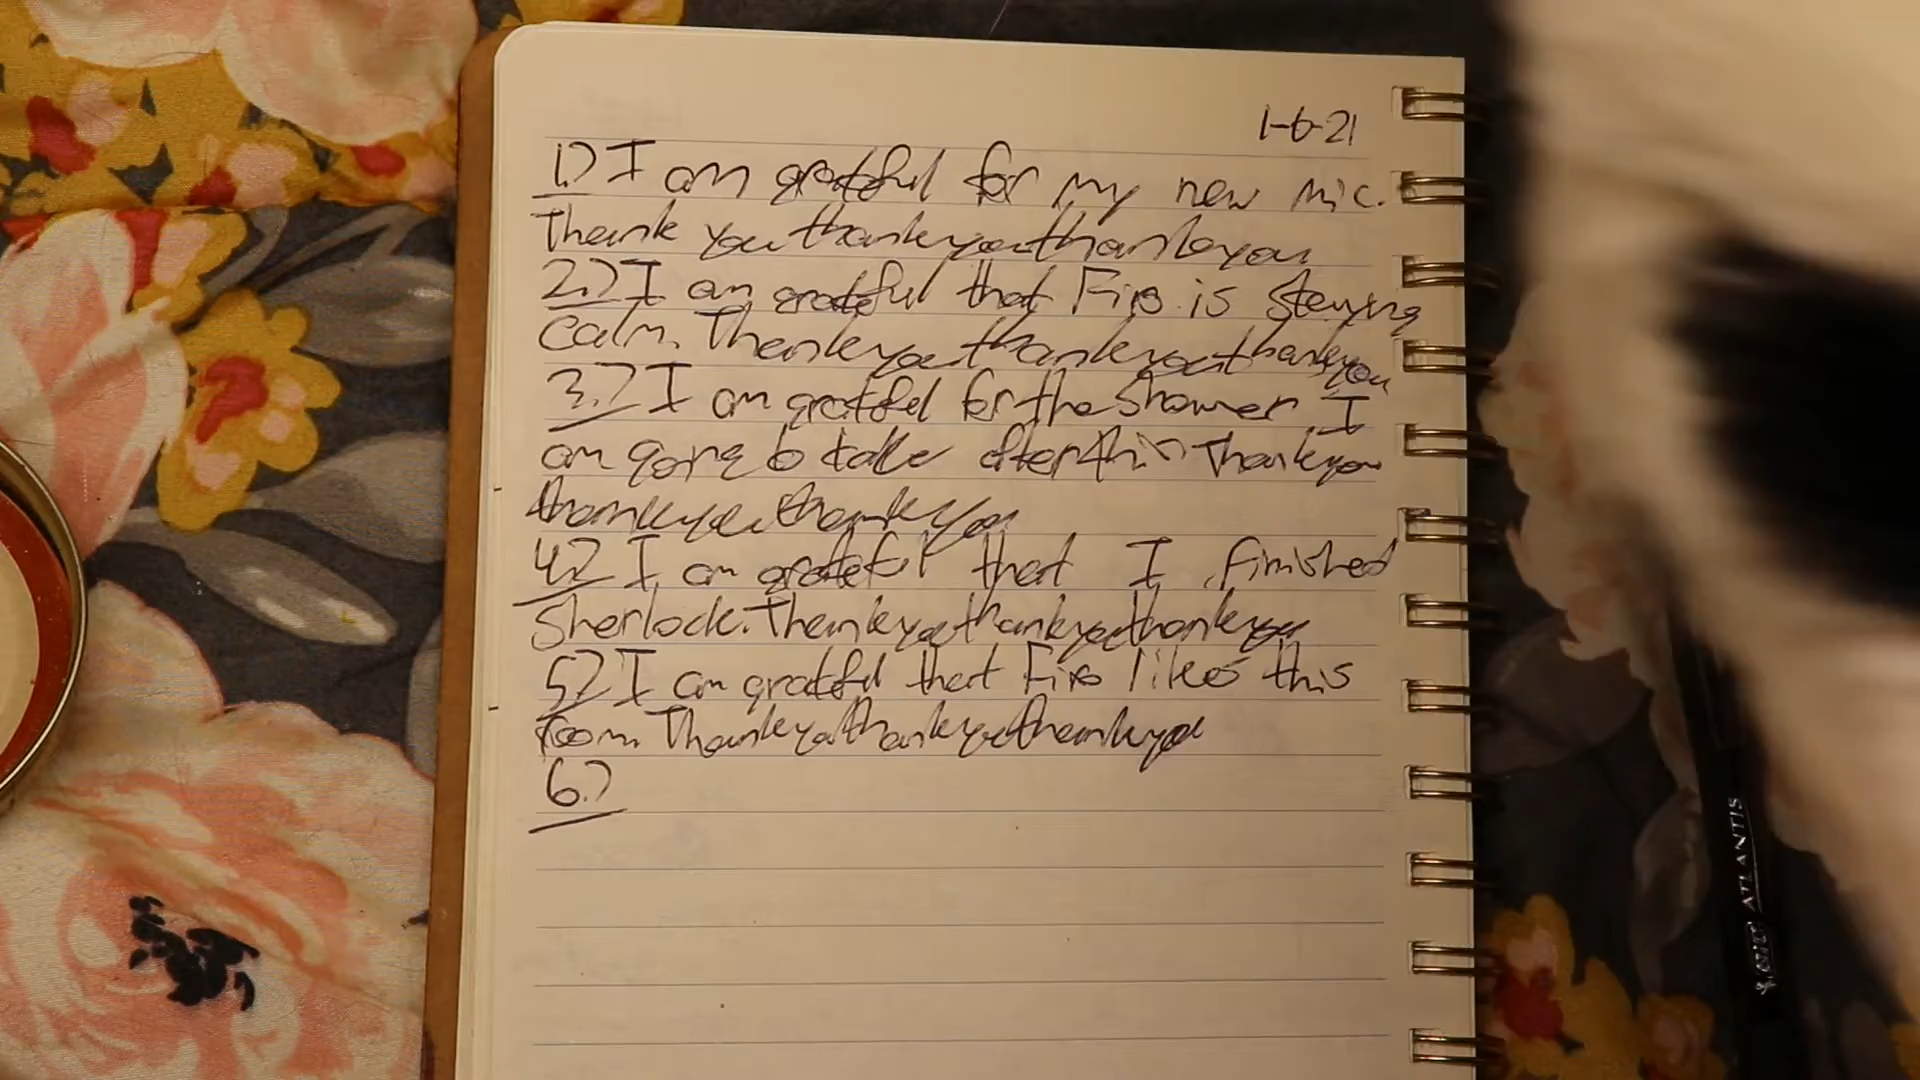 1-6-21
1.) I am grateful for my new mic.
Thank you thank you thank you
2.) I am grateful that Fino is staying
calm. Thank you thank you thank you
3.) I am grateful for the shower I
am going to take after this Thank you
thank you thank you
4.) I am grateful that I finished
Sherlock. Thank you thank you thank you
5.) I am grateful that Fino likes this
room. Thank you thank you thank you
6.)
BIC ATLANTIS